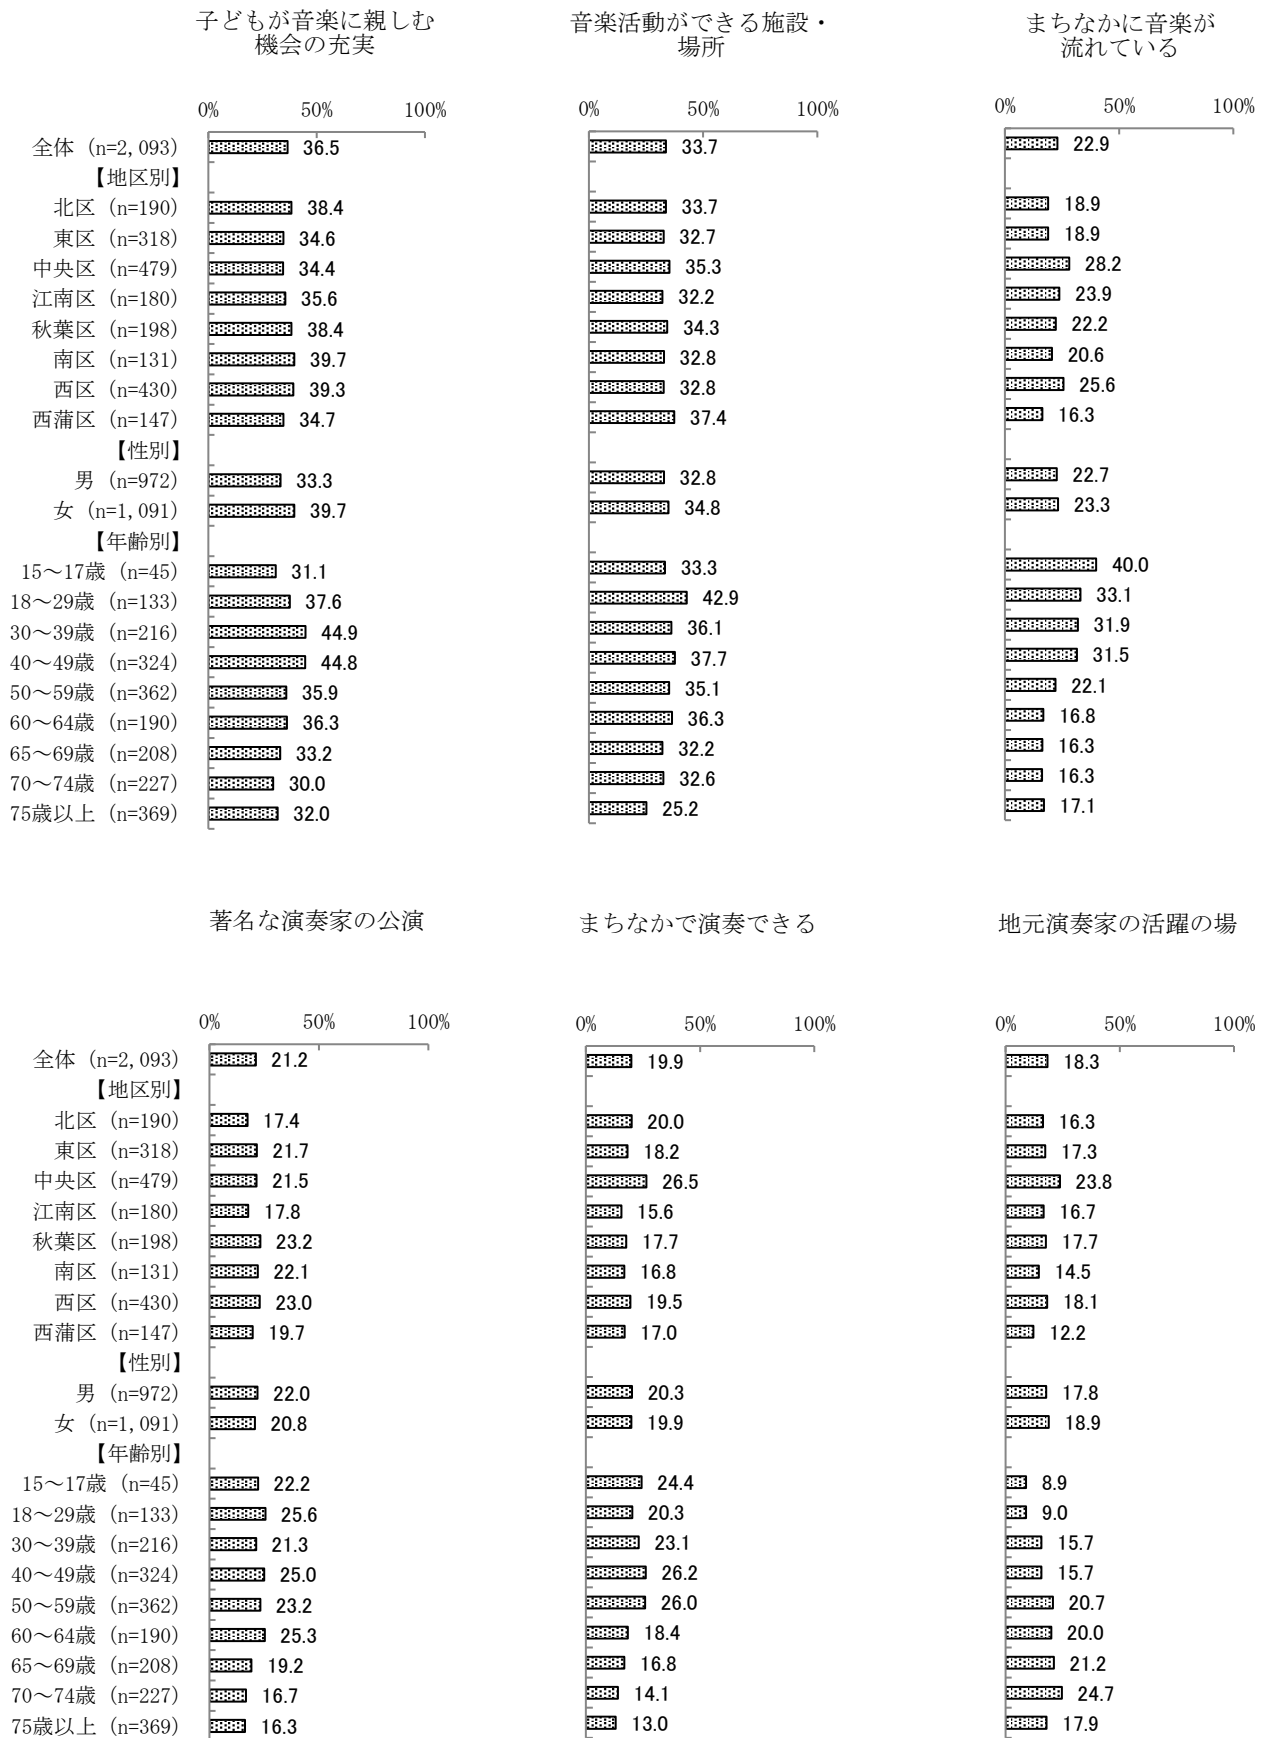 子どもが音楽に親しむ
機会の充実
音楽活動ができる施設・
場所
まちなかに音楽が
流れている
0% 50% 100% 0% 50% 100% 0% 50% 100%
全体 (n=2,093) 36.5 33.7 22.9
【地区別】
北区 (n=190) 38.4 33.7 18.9
東区 (n=318) 34.6 32.7 18.9
中央区 (n=479) 34.4 35.3 28.2
江南区 (n=180) 35.6 32.2 23.9
秋葉区 (n=198) 38.4 34.3 22.2
南区 (n=131) 39.7 32.8 20.6
西区 (n=430) 39.3 32.8 25.6
西蒲区 (n=147) 34.7 37.4 16.3
【性別】
男 (n=972) 33.3 32.8 22.7
女 (n=1,091) 39.7 34.8 23.3
【年齢別】
15～17歳 (n=45) 31.1 33.3 40.0
18～29歳 (n=133) 37.6 42.9 33.1
30～39歳 (n=216) 44.9 36.1 31.9
40～49歳 (n=324) 44.8 37.7 31.5
50～59歳 (n=362) 35.9 35.1 22.1
60～64歳 (n=190) 36.3 36.3 16.8
65～69歳 (n=208) 33.2 32.2 16.3
70～74歳 (n=227) 30.0 32.6 16.3
75歳以上 (n=369) 32.0 25.2 17.1
著名な演奏家の公演 まちなかで演奏できる 地元演奏家の活躍の場
0% 50% 100% 0% 50% 100% 0% 50% 100%
全体 (n=2,093) 21.2 19.9 18.3
【地区別】
北区 (n=190) 17.4 20.0 16.3
東区 (n=318) 21.7 18.2 17.3
中央区 (n=479) 21.5 26.5 23.8
江南区 (n=180) 17.8 15.6 16.7
秋葉区 (n=198) 23.2 17.7 17.7
南区 (n=131) 22.1 16.8 14.5
西区 (n=430) 23.0 19.5 18.1
西蒲区 (n=147) 19.7 17.0 12.2
【性別】
男 (n=972) 22.0 20.3 17.8
女 (n=1,091) 20.8 19.9 18.9
【年齢別】
15～17歳 (n=45) 22.2 24.4 8.9
18～29歳 (n=133) 25.6 20.3 9.0
30～39歳 (n=216) 21.3 23.1 15.7
40～49歳 (n=324) 25.0 26.2 15.7
50～59歳 (n=362) 23.2 26.0 20.7
60～64歳 (n=190) 25.3 18.4 20.0
65～69歳 (n=208) 19.2 16.8 21.2
70～74歳 (n=227) 16.7 14.1 24.7
75歳以上 (n=369) 16.3 13.0 17.9